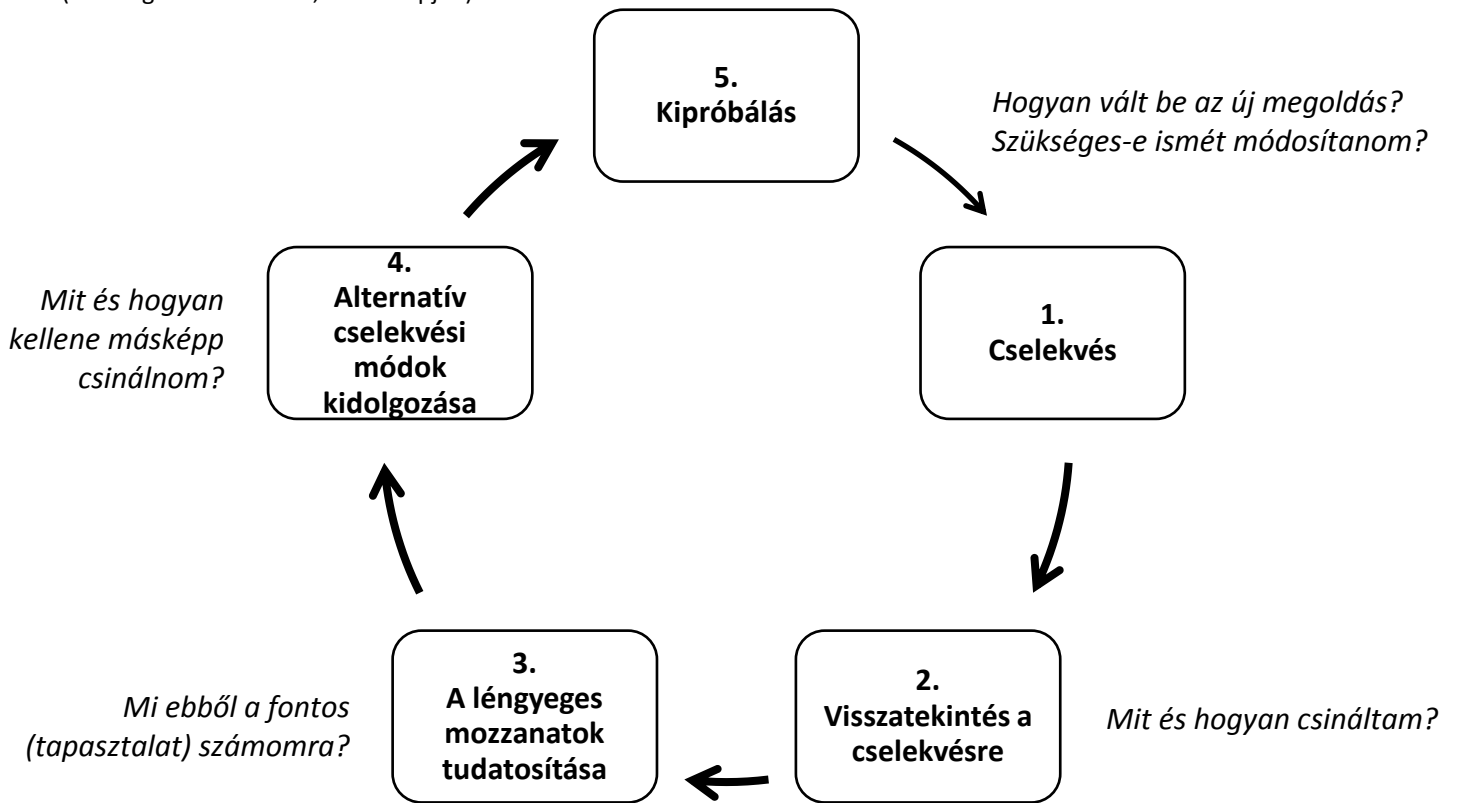 5.
Kipróbálás
Hogyan vált be az új megoldás?
Szükséges-e ismét módosítanom?
4.
Alternatív
cselekvési
módok
kidolgozása
Mit és hogyan
kellene másképp
csinálnom?
1.
Cselekvés
3.
A léngyeges
mozzanatok
tudatosítása
Mi ebből a fontos
(tapasztalat) számomra?
2.
Visszatekintés a
cselekvésre
Mit és hogyan csináltam?